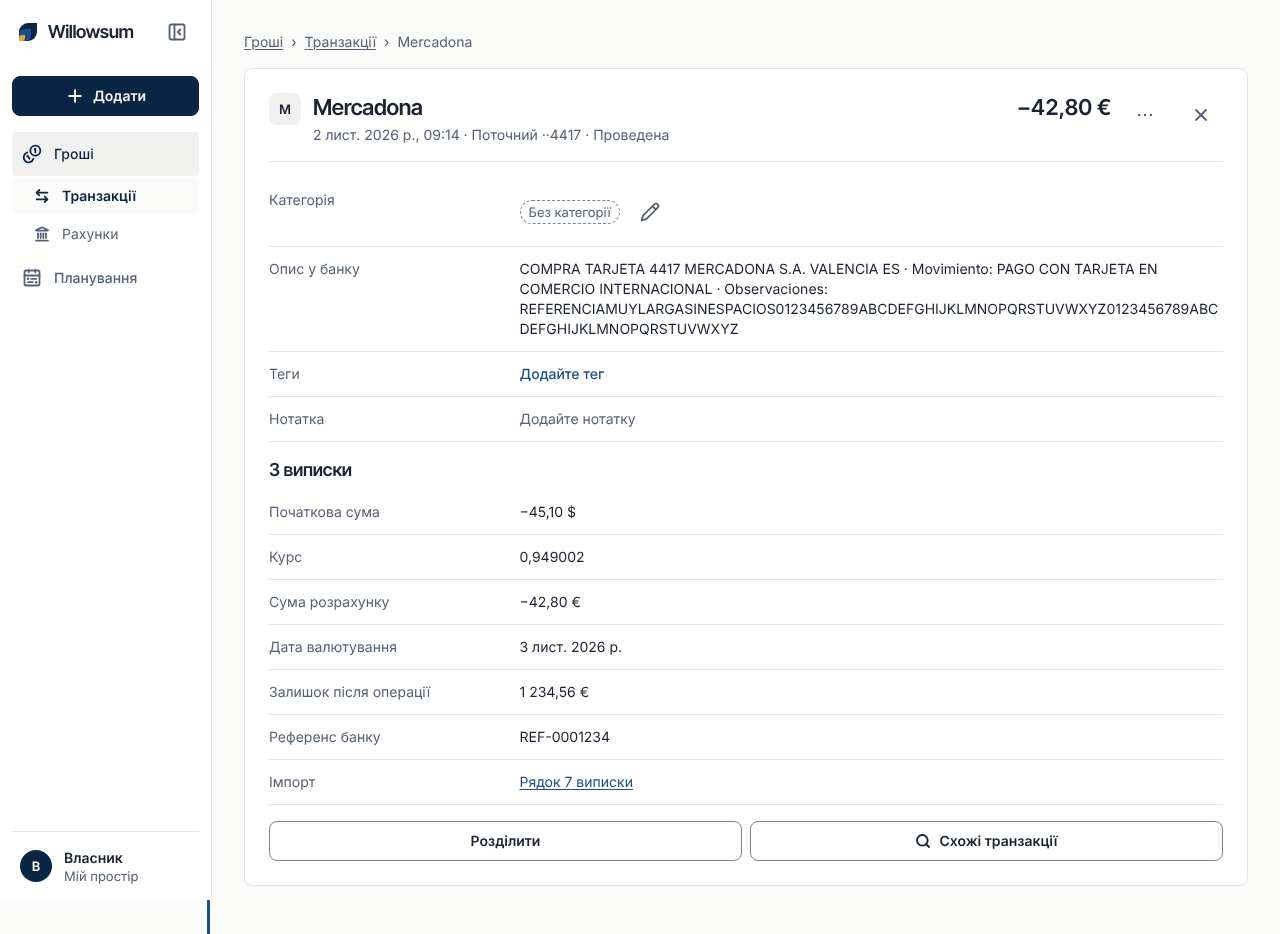 Willowsum
Додати
Гроші
Транзакції
Рахунки
Планування
Власник
В
Мій простір
Гроші › Транзакції › Mercadona
M
Mercadona
−42,80 €
...
2 лист. 2026 р., 09:14 · Поточний ··4417 · Проведена
Категорія
Без категорії
Опис у банку
COMPRA TARJETA 4417 MERCADONA S.A. VALENCIA ES · Movimiento: PAGO CON TARJETA EN
COMERCIO INTERNACIONAL · Observaciones:
REFERENCIAMUYLARGASINESPACIOS0123456789ABCDEFGHIJKLMNOPQRSTUVWXYZ0123456789ABC
DEFGHIJKLMNOPQRSTUVWXYZ
Теги
Додайте тег
Нотатка
Додайте нотатку
З виписки
Початкова сума
−45,10 $
Курс
0,949002
Сума розрахунку
−42,80 €
Дата валютування
3 лист. 2026 р.
Залишок після операції
1 234,56 €
Референс банку
REF-0001234
Імпорт
Рядок 7 виписки
Розділити
Схожі транзакції